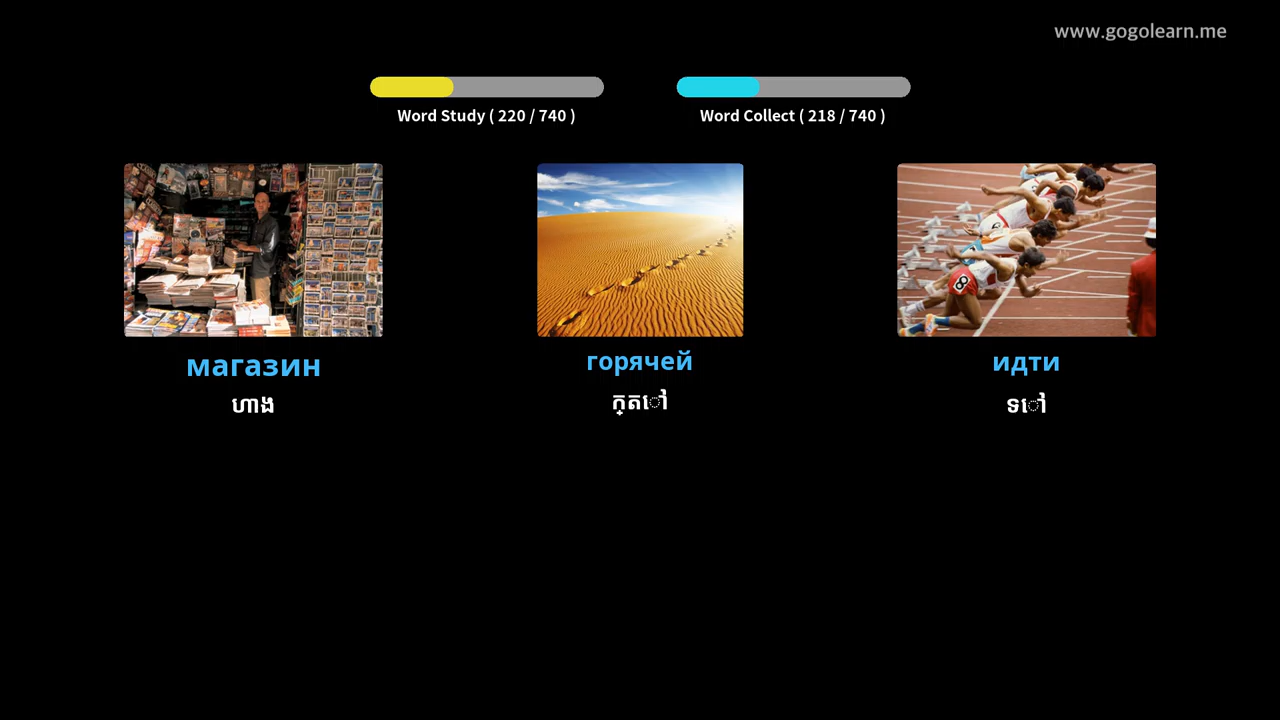 www.gogolearn.me
Word Study ( 220 / 740 )
Word Collect ( 218 / 740 )
магазин
горячей
идти
ហាង
ក្តៅ
ទៅ